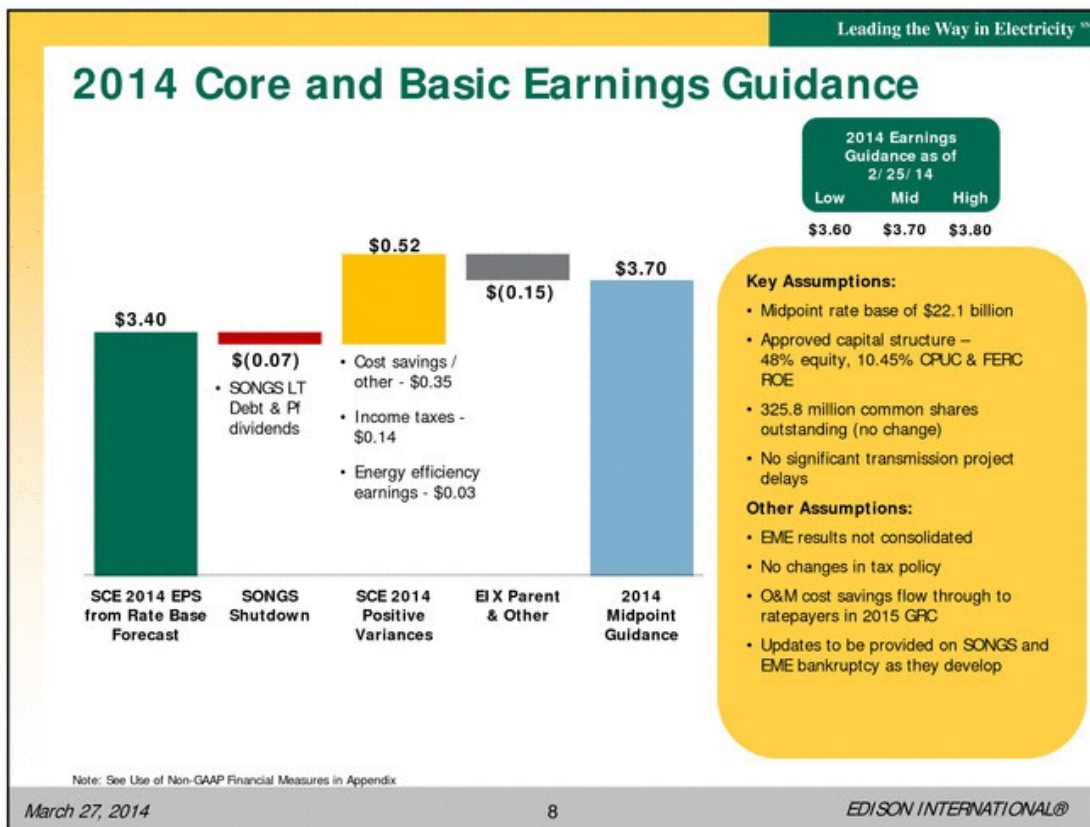 Leading the Way in Electricity SM
2014 Core and Basic Earnings Guidance
2014 Earnings
Guidance as of
2/25/14
Low Mid High
$3.60 $3.70 $3.80
$3.40
$(0.07)
• SONGS LT
Debt & Pf
dividends
$0.52
• Cost savings /
other - $0.35
• Income taxes -
$0.14
• Energy efficiency
earnings - $0.03
$(0.15)
$3.70
SCE 2014 EPS
from Rate Base
Forecast
SONGS
Shutdown
SCE 2014
Positive
Variances
EIX Parent
& Other
2014
Midpoint
Guidance
Key Assumptions:
• Midpoint rate base of $22.1 billion
• Approved capital structure –
48% equity, 10.45% CPUC & FERC
ROE
• 325.8 million common shares
outstanding (no change)
• No significant transmission project
delays
Other Assumptions:
• EME results not consolidated
• No changes in tax policy
• O&M cost savings flow through to
ratepayers in 2015 GRC
• Updates to be provided on SONGS and
EME bankruptcy as they develop
Note: See Use of Non-GAAP Financial Measures in Appendix
March 27, 2014
8
EDISON INTERNATIONAL®